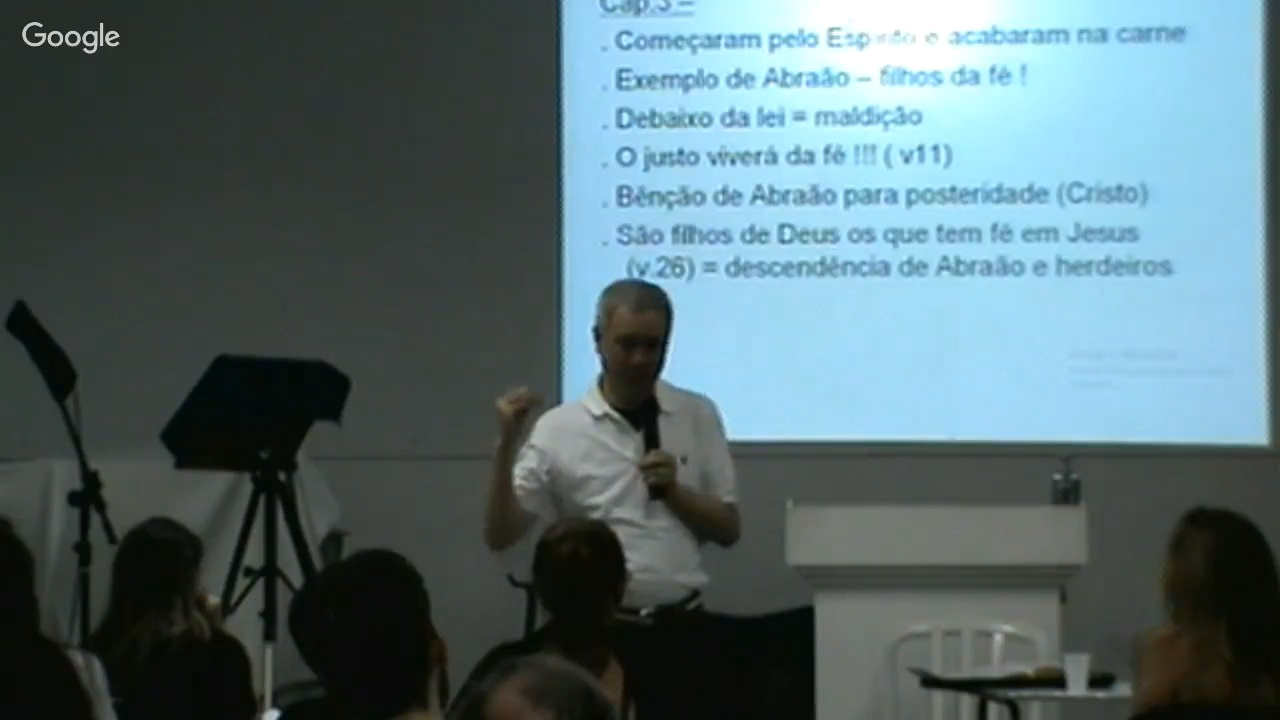 Google
Cap.3 –
. Começaram pelo Espírito e acabaram na carne
. Exemplo de Abraão – filhos da fé !
. Debaixo da lei = maldição
. O justo viverá da fé !!! ( v11)
. Bênção de Abraão para posteridade (Cristo)
. São filhos de Deus os que tem fé em Jesus
(v.26) = descendência de Abraão e herdeiros